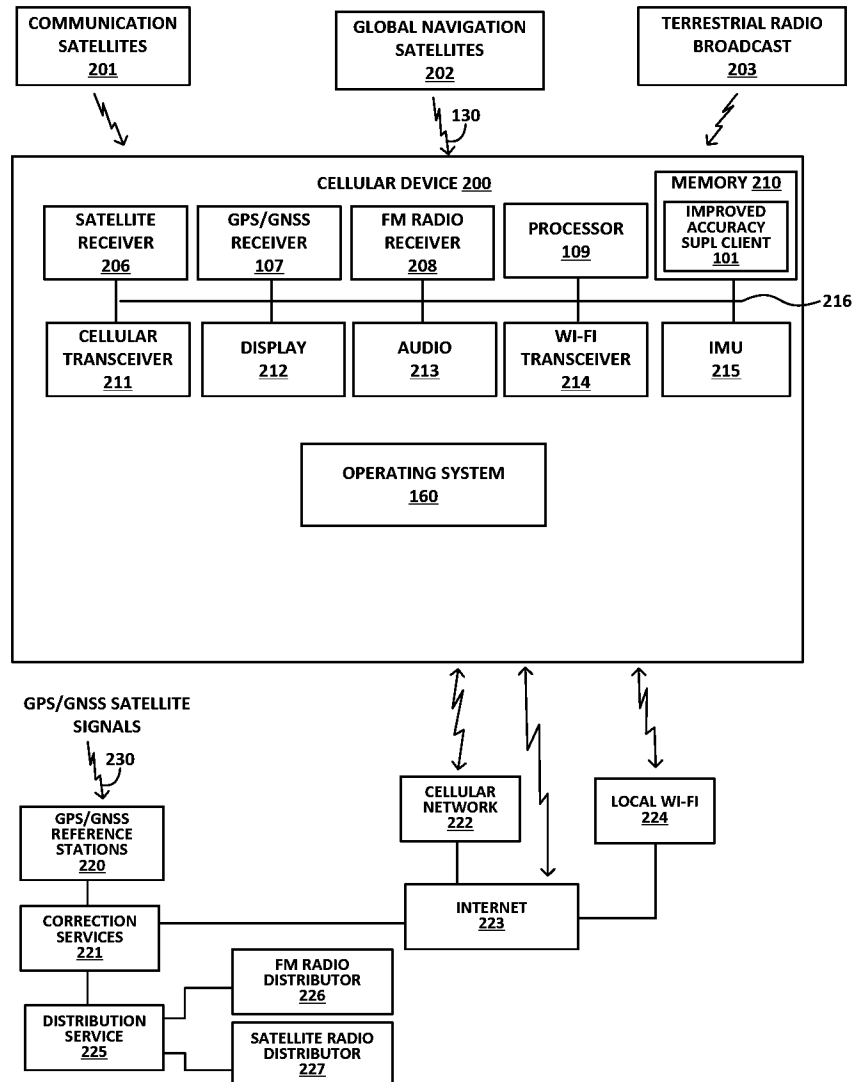 COMMUNICATION
SATELLITES
201
GLOBAL NAVIGATION
SATELLITES
202
TERRESTRIAL RADIO
BROADCAST
203
130
CELLULAR DEVICE 200
MEMORY 210
IMPROVED
ACCURACY
SUPL CLIENT
101
SATELLITE
RECEIVER
206
GPS/GNSS
RECEIVER
107
FM RADIO
RECEIVER
208
PROCESSOR
109
216
CELLULAR
TRANSCEIVER
211
DISPLAY
212
AUDIO
213
WI-FI
TRANSCEIVER
214
IMU
215
OPERATING SYSTEM
160
GPS/GNSS SATELLITE
SIGNALS
230
GPS/GNSS
REFERENCE
STATIONS
220
CELLULAR
NETWORK
222
LOCAL WI-FI
224
CORRECTION
SERVICES
221
INTERNET
223
DISTRIBUTION
SERVICE
225
FM RADIO
DISTRIBUTOR
226
SATELLITE RADIO
DISTRIBUTOR
227